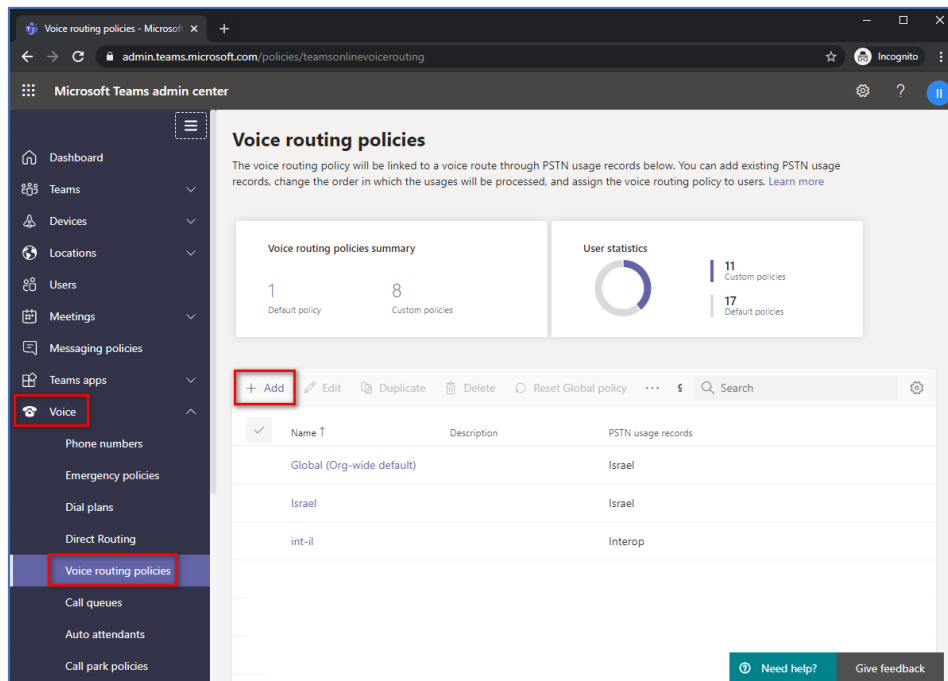 Voice routing policies - Microsoft
admin.teams.microsoft.com/policies/teamsonlinevoicerouting
Incognito
Microsoft Teams admin center
?
II
Dashboard
Teams
Devices
Locations
Users
Meetings
Messaging policies
Teams apps
Voice
Phone numbers
Emergency policies
Dial plans
Direct Routing
Voice routing policies
Call queues
Auto attendants
Call park policies
Voice routing policies
The voice routing policy will be linked to a voice route through PSTN usage records below. You can add existing PSTN usage
records, change the order in which the usages will be processed, and assign the voice routing policy to users. Learn more
Voice routing policies summary
1
Default policy
8
Custom policies
User statistics
11
Custom policies
17
Default policies
+ Add
Edit
Duplicate
Delete
Reset Global policy
...
Search
Name ↑
Description
PSTN usage records
Global (Org-wide default)
Israel
Israel
Israel
int-il
Interop
Need help?
Give feedback